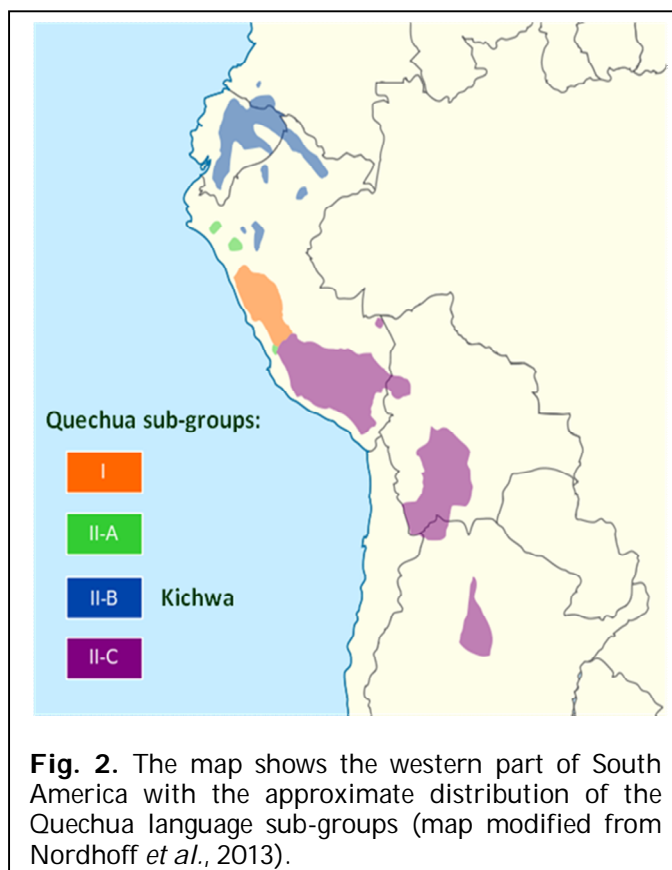 Quechua sub-groups:
I
II-A
II-B Kichwa
II-C
Fig. 2. The map shows the western part of South
America with the approximate distribution of the
Quechua language sub-groups (map modified from
Nordhoff et al., 2013).